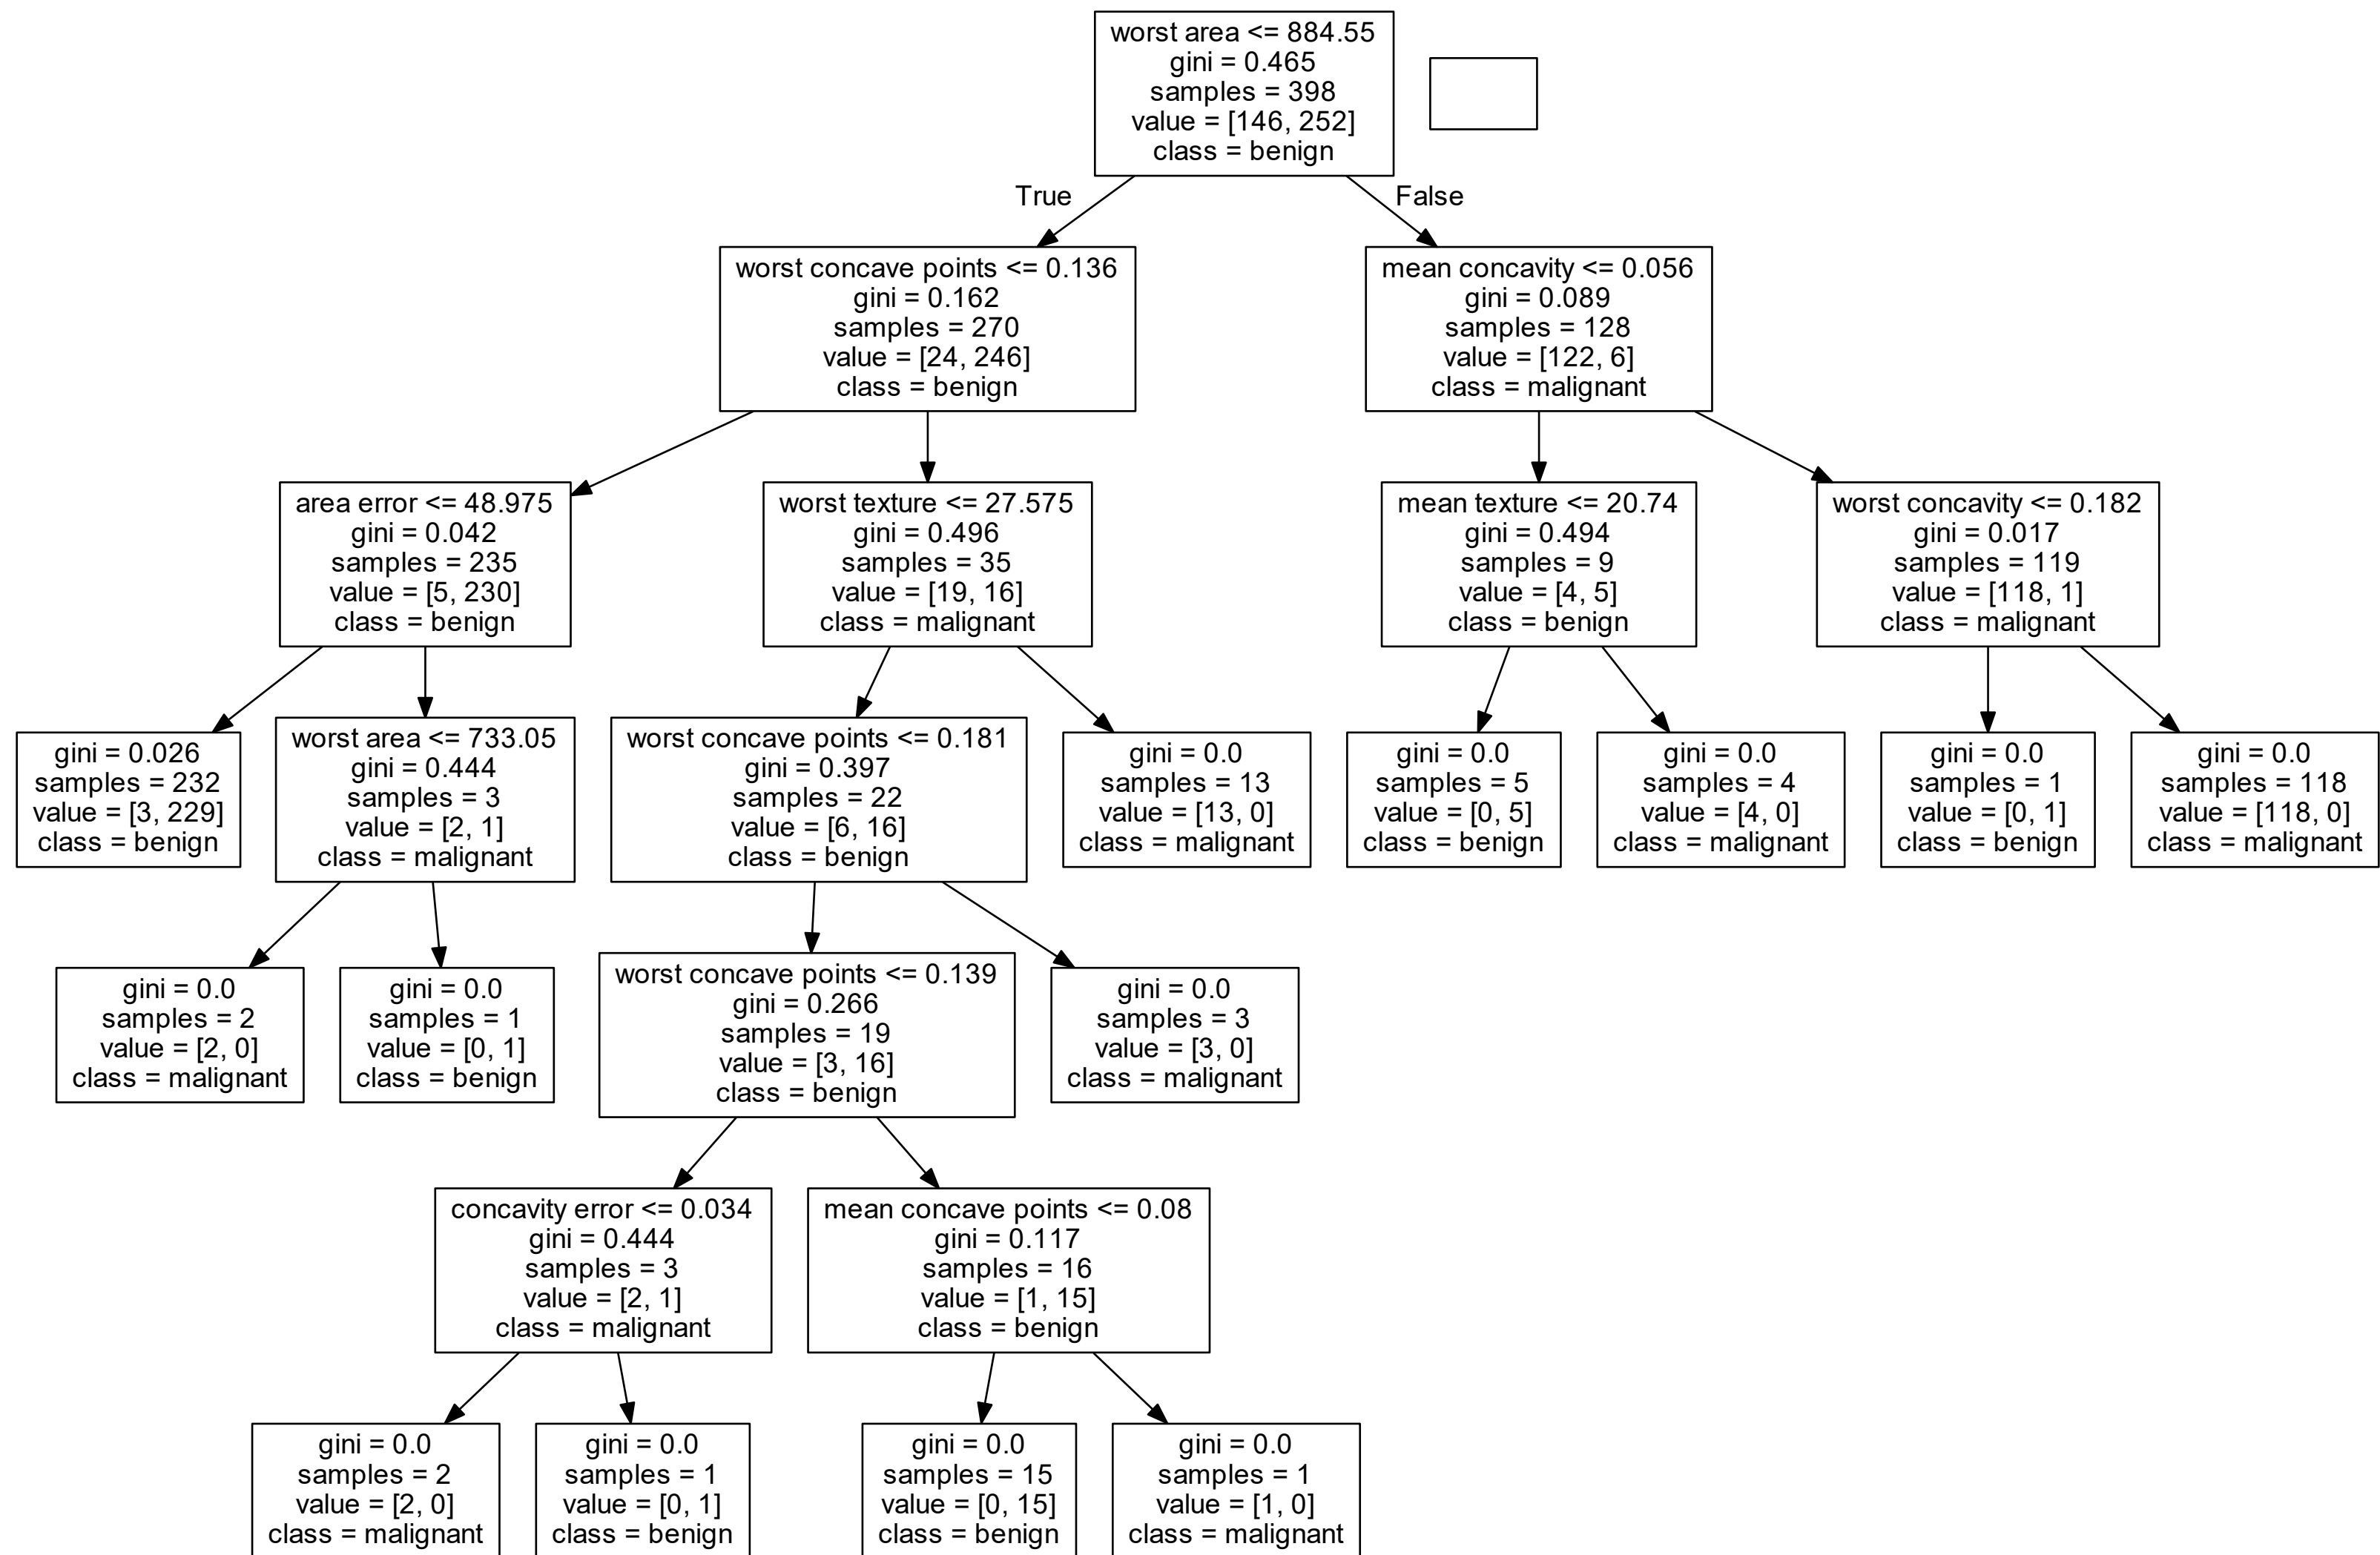 worst area <= 884.55
gini = 0.465
samples = 398
value = [146, 252]
class = benign
True
False
worst concave points <= 0.136
gini = 0.162
samples = 270
value = [24, 246]
class = benign
mean concavity <= 0.056
gini = 0.089
samples = 128
value = [122, 6]
class = malignant
area error <= 48.975
gini = 0.042
samples = 235
value = [5, 230]
class = benign
worst texture <= 27.575
gini = 0.496
samples = 35
value = [19, 16]
class = malignant
mean texture <= 20.74
gini = 0.494
samples = 9
value = [4, 5]
class = benign
worst concavity <= 0.182
gini = 0.017
samples = 119
value = [118, 1]
class = malignant
gini = 0.026
samples = 232
value = [3, 229]
class = benign
worst area <= 733.05
gini = 0.444
samples = 3
value = [2, 1]
class = malignant
worst concave points <= 0.181
gini = 0.397
samples = 22
value = [6, 16]
class = benign
gini = 0.0
samples = 13
value = [13, 0]
class = malignant
gini = 0.0
samples = 5
value = [0, 5]
class = benign
gini = 0.0
samples = 4
value = [4, 0]
class = malignant
gini = 0.0
samples = 1
value = [0, 1]
class = benign
gini = 0.0
samples = 118
value = [118, 0]
class = malignant
gini = 0.0
samples = 2
value = [2, 0]
class = malignant
gini = 0.0
samples = 1
value = [0, 1]
class = benign
worst concave points <= 0.139
gini = 0.266
samples = 19
value = [3, 16]
class = benign
gini = 0.0
samples = 3
value = [3, 0]
class = malignant
concavity error <= 0.034
gini = 0.444
samples = 3
value = [2, 1]
class = malignant
mean concave points <= 0.08
gini = 0.117
samples = 16
value = [1, 15]
class = benign
gini = 0.0
samples = 2
value = [2, 0]
class = malignant
gini = 0.0
samples = 1
value = [0, 1]
class = benign
gini = 0.0
samples = 15
value = [0, 15]
class = benign
gini = 0.0
samples = 1
value = [1, 0]
class = malignant